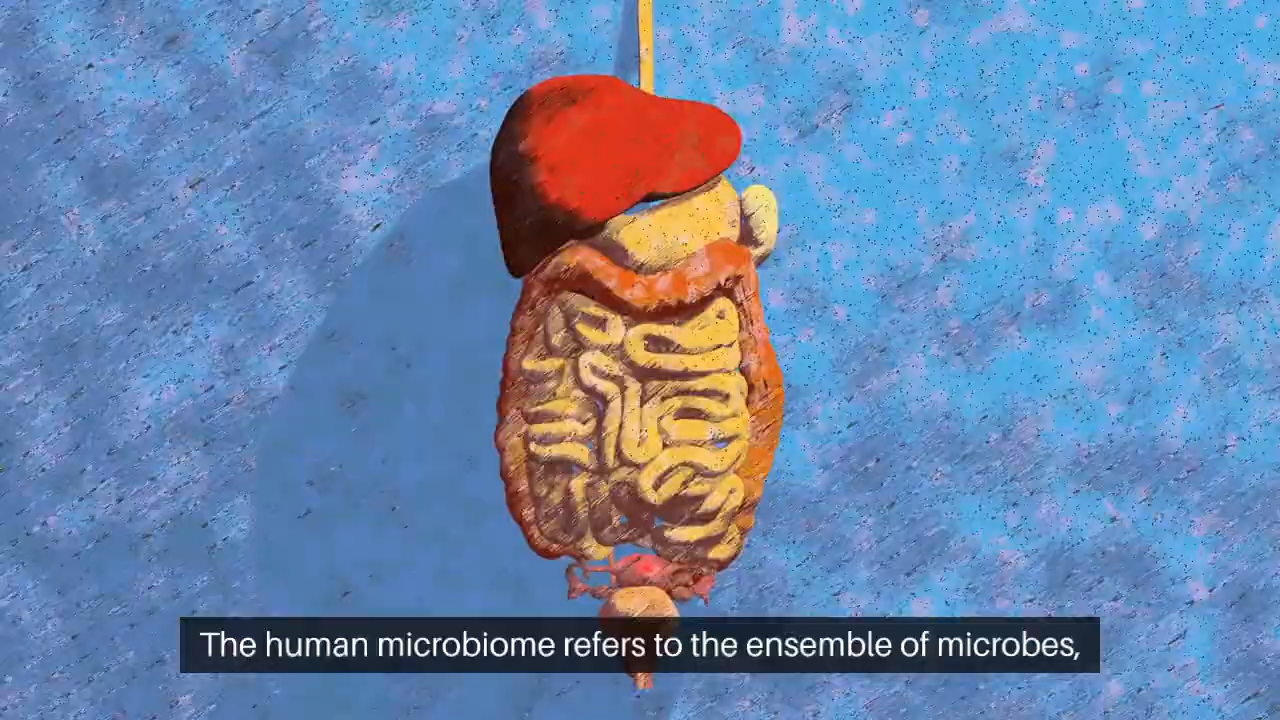 The human microbiome refers to the ensemble of microbes,